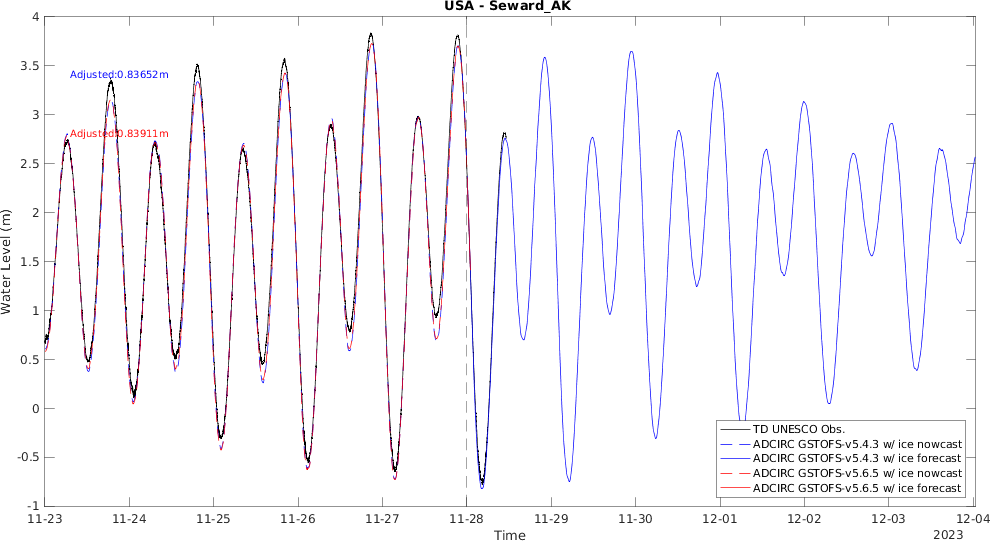 USA - Seward_AK
Water Level (m)
4
3.5
3
2.5
2
1.5
1
0.5
0
-0.5
-1
Adjusted:0.83652m
Adjusted:0.83911m
TD UNESCO Obs.
ADCIRC GSTOFS-v5.4.3 w/ ice nowcast
ADCIRC GSTOFS-v5.4.3 w/ ice forecast
ADCIRC GSTOFS-v5.6.5 w/ ice nowcast
ADCIRC GSTOFS-v5.6.5 w/ ice forecast
11-23 11-24 11-25 11-26 11-27 11-28 11-29 11-30 12-01 12-02 12-03 12-04
Time
2023